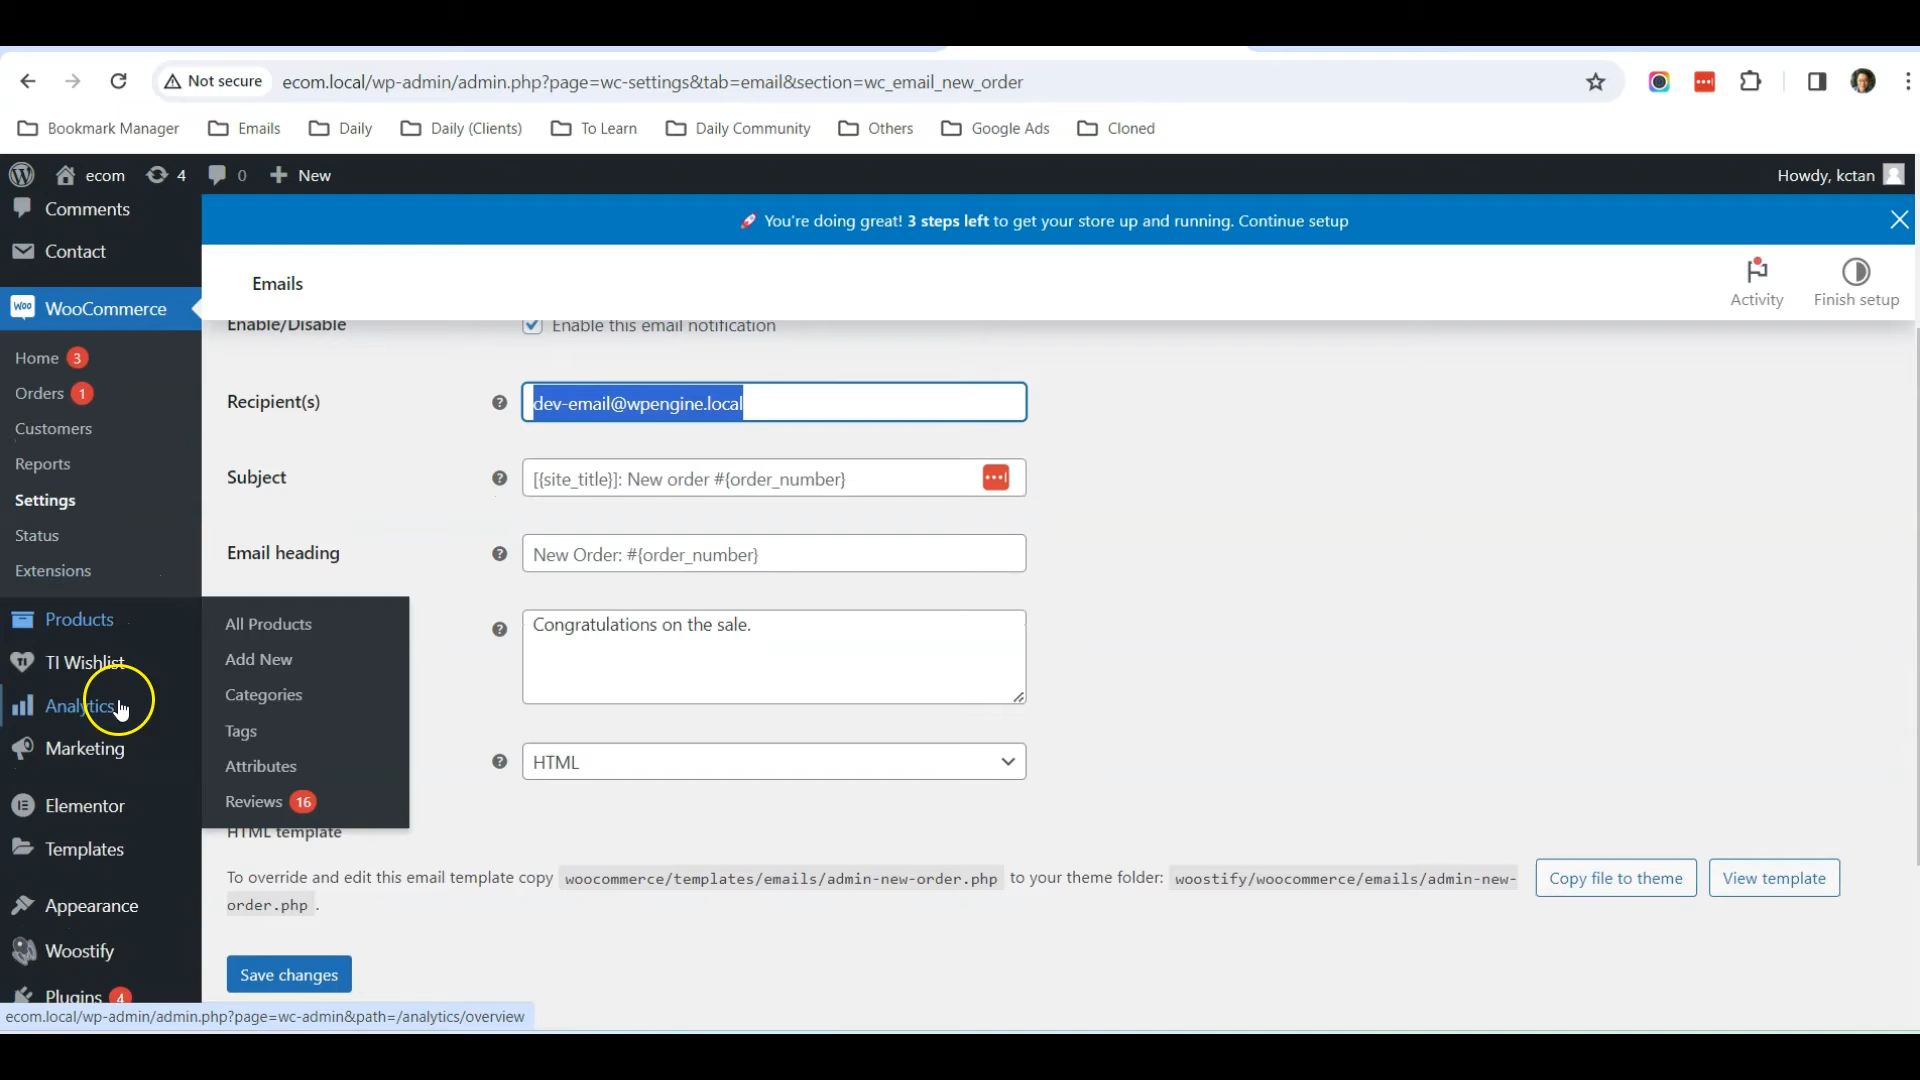 Not secure ecom.local/wp-admin/admin.php?page=wc-settings&tab=email&section=wc_email_new_order
Bookmark Manager Emails Daily Daily (Clients) To Learn Daily Community Others Google Ads Cloned
ecom 4 0 New Howdy, kctan
Comments
Contact
WooCommerce
Home 3
Orders 1
Customers
Reports
Settings
Status
Extensions
Products
TI Wishlist
Analytics
Marketing
Elementor
Templates
Appearance
Woostify
Plugins 4
All Products
Add New
Categories
Tags
Attributes
Reviews 16
You're doing great! 3 steps left to get your store up and running. Continue setup
Emails
Activity
Finish setup
Enable/Disable Enable this email notification
Recipient(s) dev-email@wpengine.local
Subject [{site_title}]: New order #{order_number}
Email heading New Order: #{order_number}
Congratulations on the sale.
HTML
HTML template
To override and edit this email template copy woocommerce/templates/emails/admin-new-order.php to your theme folder: woostify/woocommerce/emails/admin-new-
order.php .
Copy file to theme
View template
Save changes
ecom.local/wp-admin/admin.php?page=wc-admin&path=/analytics/overview